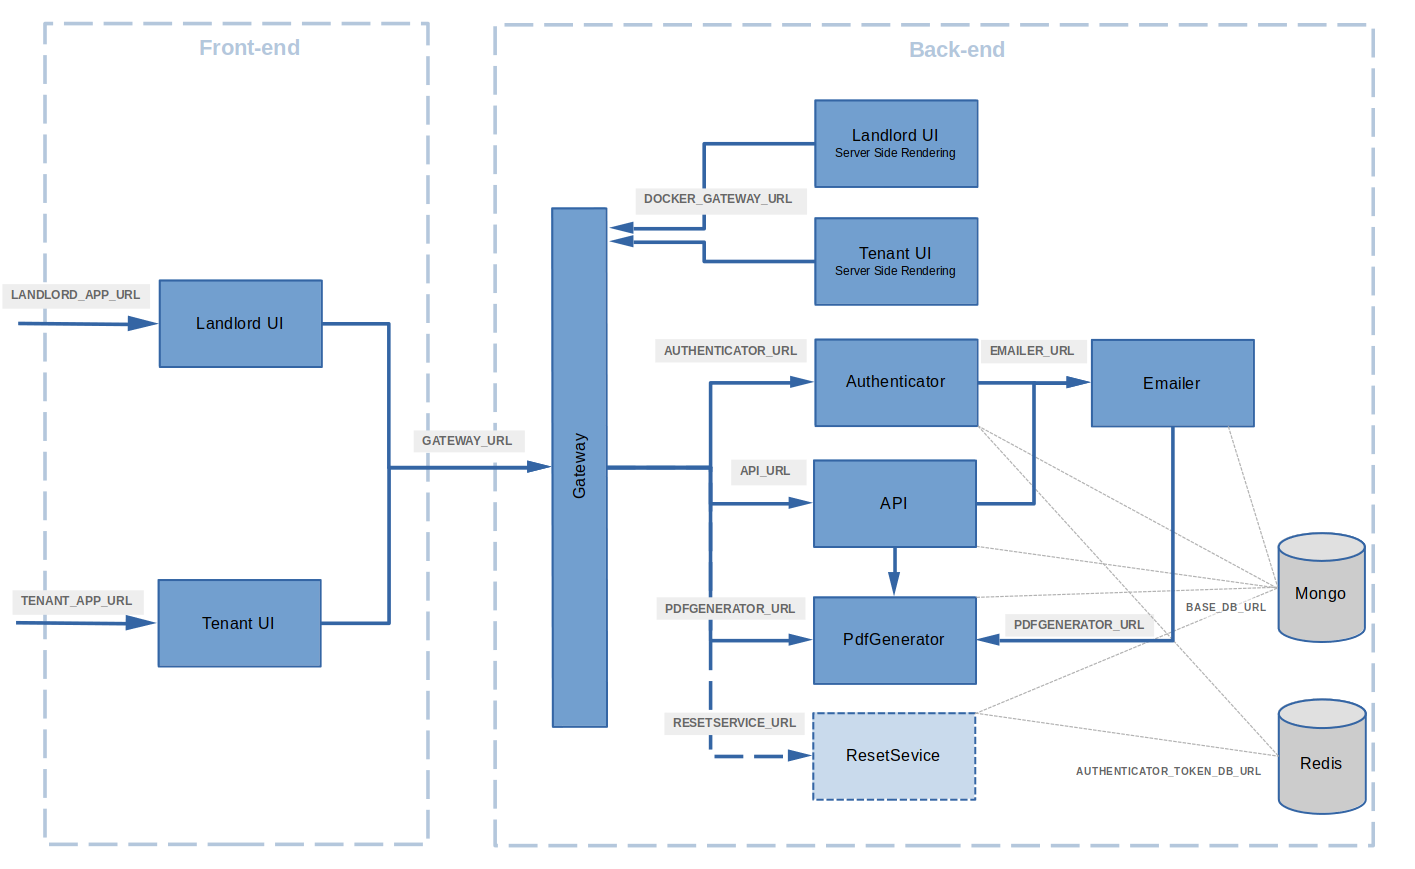 Front-end
Back-end
Landlord UI
Server Side Rendering
DOCKER_GATEWAY_URL
Tenant UI
Server Side Rendering
LANDLORD_APP_URL
Landlord UI
AUTHENTICATOR_URL
Authenticator
EMAILER_URL
Emailer
GATEWAY_URL
Gateway
API_URL
API
TENANT_APP_URL
Tenant UI
PDFGENERATOR_URL
PdfGenerator
PDFGENERATOR_URL
BASE_DB_URL
Mongo
RESETSERVICE_URL
ResetSevice
AUTHENTICATOR_TOKEN_DB_URL
Redis